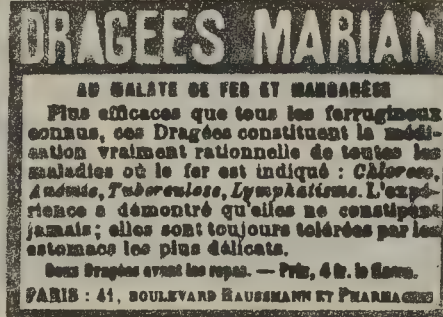 DRAGEES MARIAN
AU MALATE DE FER ET MANGANÈSE
Plus efficaces que tous les ferrugineux
connus, ces Dragées constituent la médi-
cation vraiment rationnelle de toutes les
maladies où le fer est indiqué : Chlorose,
Anémie, Tuberculose, Lymphatisme. L'expé-
rience a démontré qu'elles ne constipent
jamais ; elles sont toujours tolérées par les
estomacs les plus délicats.
Deux Dragées avant les repas. — Prix, 4 fr. le flacon.
PARIS : 41, BOULEVARD HAUSSMANN ET PHARMACIES